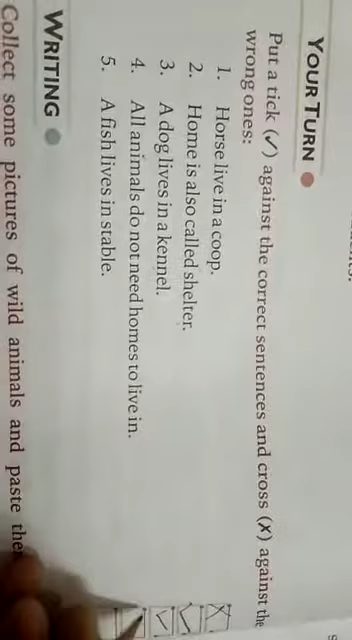 YOUR TURN
Put a tick (✓) against the correct sentences and cross (X) against the
wrong ones:
1. Horse live in a coop.
2. Home is also called shelter.
3. A dog lives in a kennel.
4. All animals do not need homes to live in.
5. A fish lives in stable.
WRITING
Collect some pictures of wild animals and paste